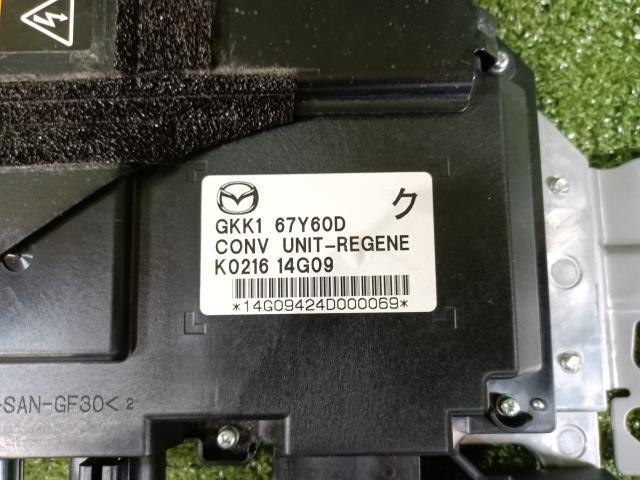 GKK1 67Y60D
ク
CONV UNIT-REGENE
K0216 14G09
*14G09424D000069*
-SAN-GF30< 2